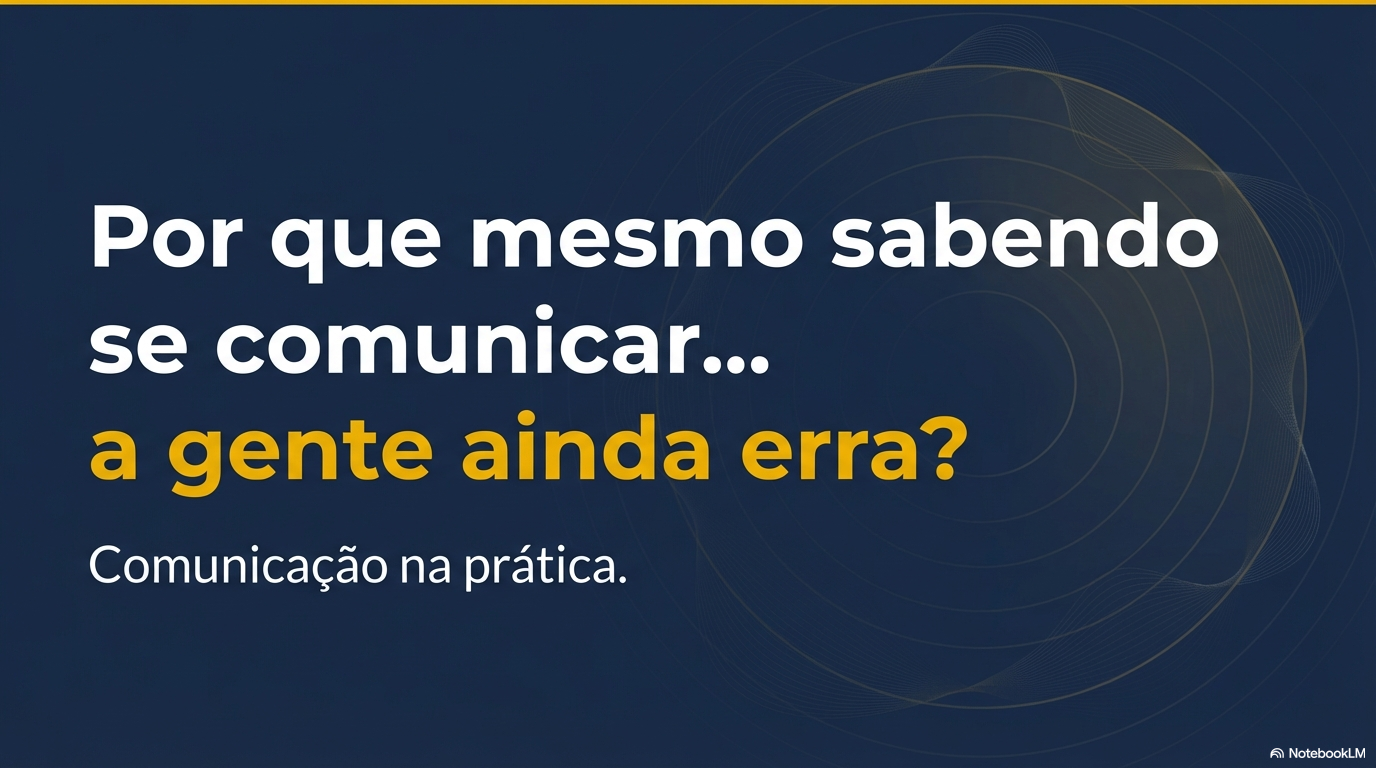 Por que mesmo sabendo
se comunicar...
a gente ainda erra?
Comunicação na prática.
NotebookLM